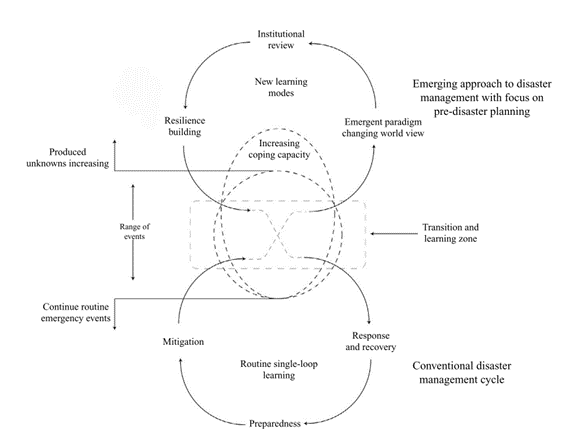 Institutional
review
New learning
modes
Emerging approach to disaster
management with focus on
pre-disaster planning
Resilience
building
Emergent paradigm
changing world view
Increasing
coping capacity
Produced
unknowns increasing
Range of
events
Transition and
learning zone
Continue routine
emergency events
Mitigation
Response
and recovery
Routine single-loop
learning
Conventional disaster
management cycle
Preparedness